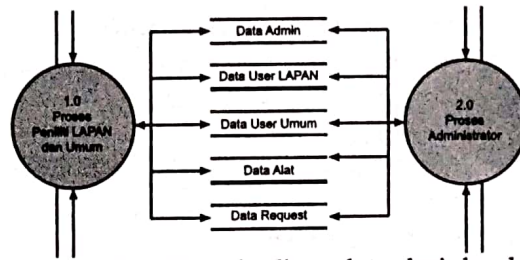 Data Admin
Data User LAPAN
1.0
Proses
Peniliti LAPAN
dan Umum
Data User Umum
2.0
Proses
Administrator
Data Alat
Data Request